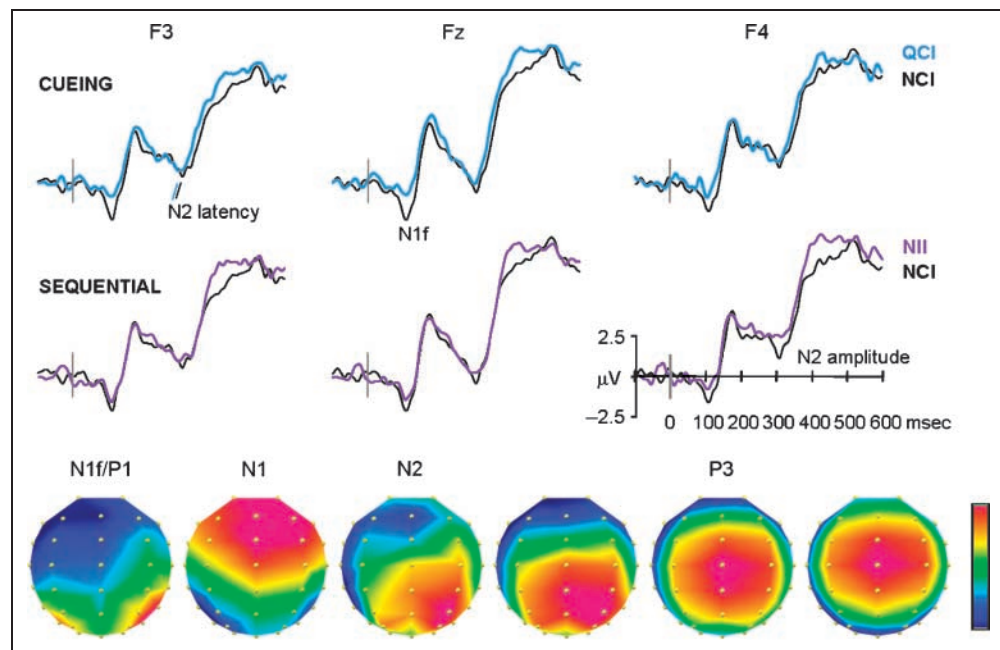 F3 Fz F4
CUEING QCI
NCI
N2 latency
N1f
SEQUENTIAL NII
NCI
2.5
N2 amplitude
μV
–2.5
0 100 200 300 400 500 600 msec
N1f/P1 N1 N2 P3